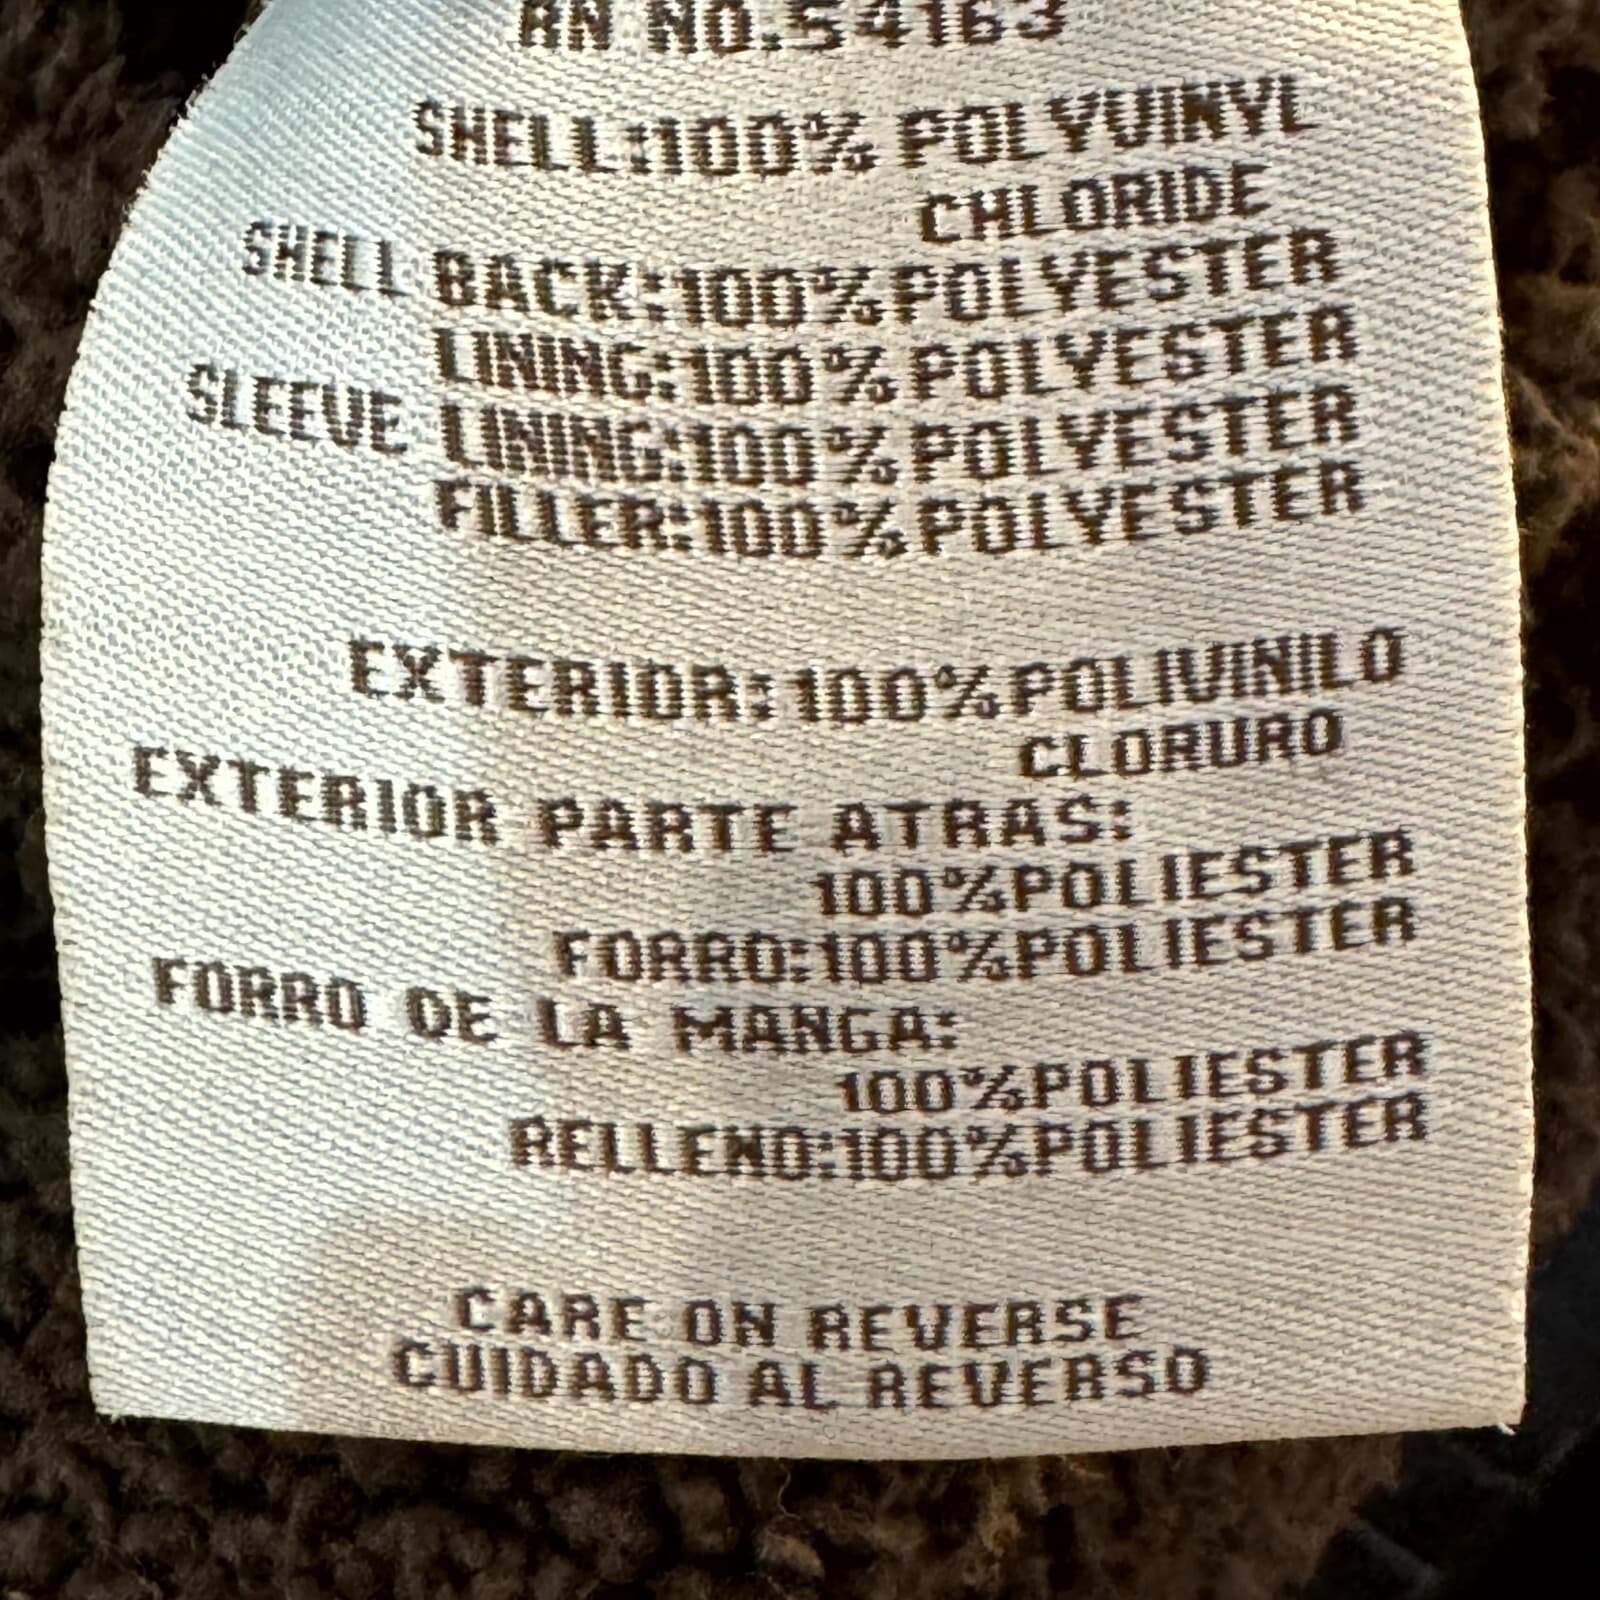 RN NO.54163
SHELL:100% POLYVINYL
CHLORIDE
SHELL BACK:100%POLYESTER
LINING:100%POLYESTER
SLEEVE LINING:100%POLYESTER
FILLER:100%POLYESTER
EXTERIOR:100%POLIVINILO
CLORURO
EXTERIOR PARTE ATRAS:
100%POLIESTER
FORRO:100%POLIESTER
FORRO DE LA MANGA:
100%POLIESTER
RELLENO:100%POLIESTER
CARE ON REVERSE
CUIDADO AL REVERSO